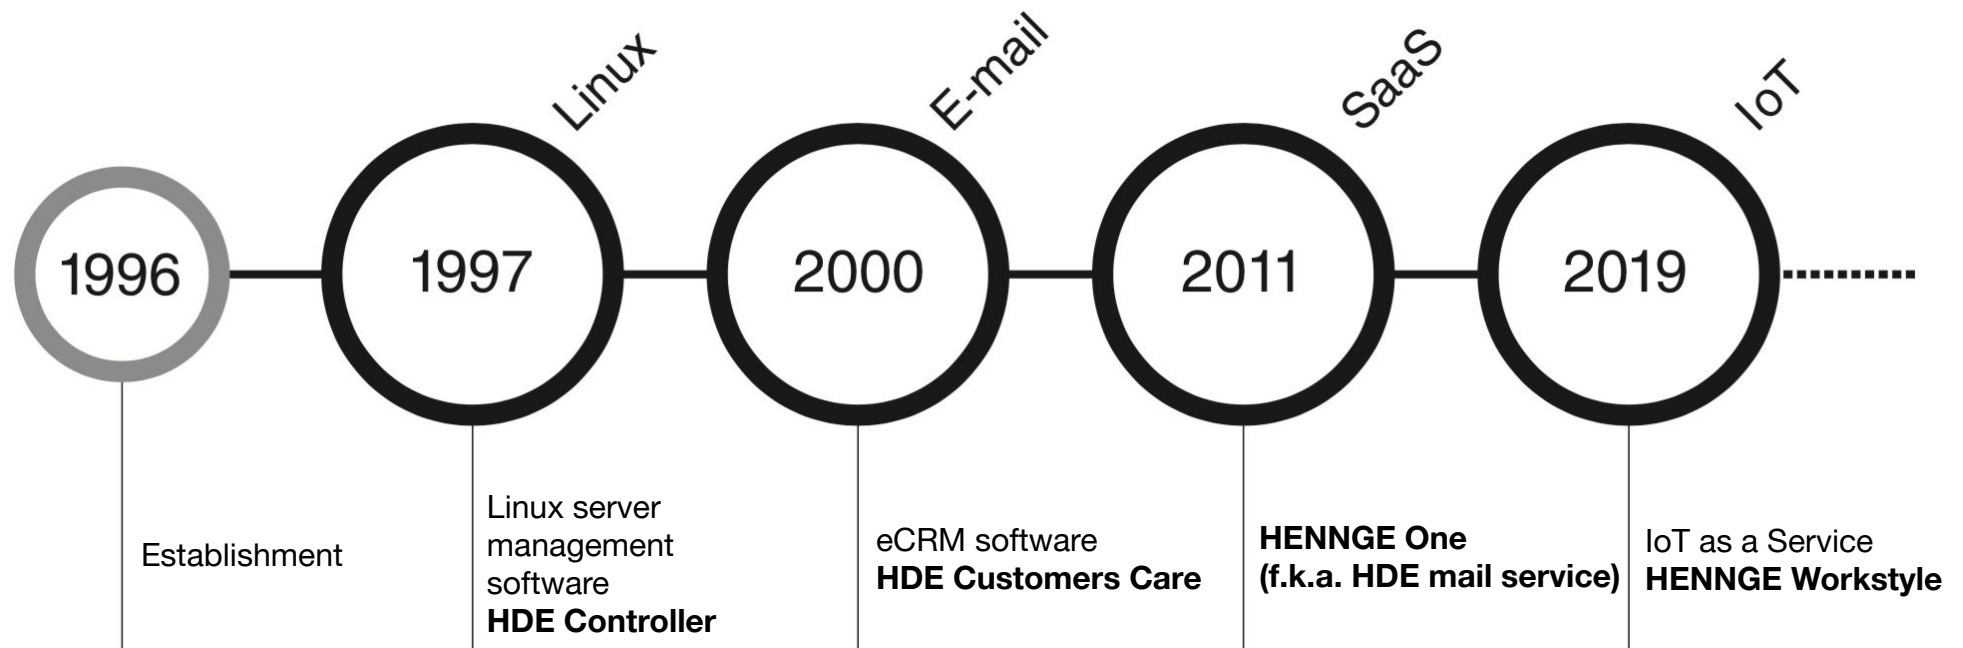 Linux
E-mail
SaaS
IoT
1996
1997
2000
2011
2019
Establishment
Linux server
management
software
HDE Controller
eCRM software
HDE Customers Care
HENNGE One
(f.k.a. HDE mail service)
IoT as a Service
HENNGE Workstyle